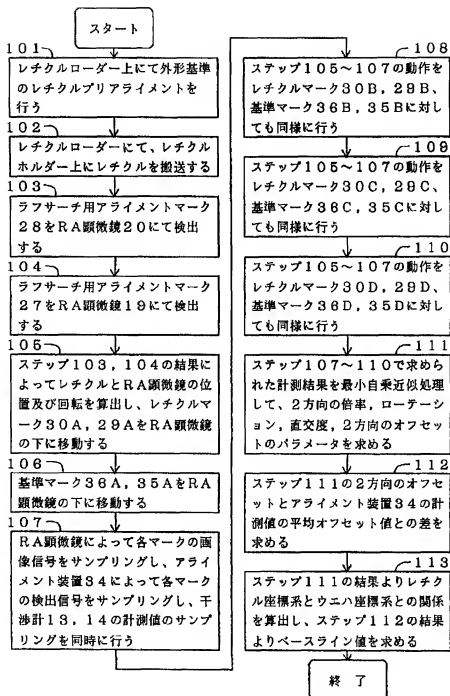 スタート
101
レチクルローダー上にて外形基準
のレチクルプリアライメントを
行う
102
レチクルローダーにて、レチクル
ホルダー上にレチクルを搬送する
103
ラフサーチ用アライメントマーク
28をRA顕微鏡20にて検出
する
104
ラフサーチ用アライメントマーク
27をRA顕微鏡19にて検出
する
105
ステップ103，104の結果に
よってレチクルとRA顕微鏡の位
置及び回転を算出し、レチクルマ
ーク30A，29AをRA顕微鏡
の下に移動する
106
基準マーク36A，35AをRA
顕微鏡の下に移動する
107
RA顕微鏡によって各マークの画
像信号をサンプリングし、アライ
メント装置34によって各マーク
の検出信号をサンプリングし、干
渉計13，14の計測値のサンプ
リングを同時に行う
108
ステップ105～107の動作を
レチクルマーク30B，29B、
基準マーク36B，35Bに対し
ても同様に行う
109
ステップ105～107の動作を
レチクルマーク30C，29C、
基準マーク36C，35Cに対し
ても同様に行う
110
ステップ105～107の動作を
レチクルマーク30D，29D、
基準マーク36D，35Dに対し
ても同様に行う
111
ステップ107～110で求めら
れた計測結果を最小自乗近似処理
して、2方向の倍率，ローテーシ
ョン，直交度，2方向のオフセッ
トのパラメータを求める
112
ステップ111の2方向のオフセ
ットとアライメント装置34の計
測値の平均オフセット値との差を
求める
113
ステップ111の結果よりレチク
ル座標系とウエハ座標系との関係
を算出し、ステップ112の結果
よりベースライン値を求める
終了